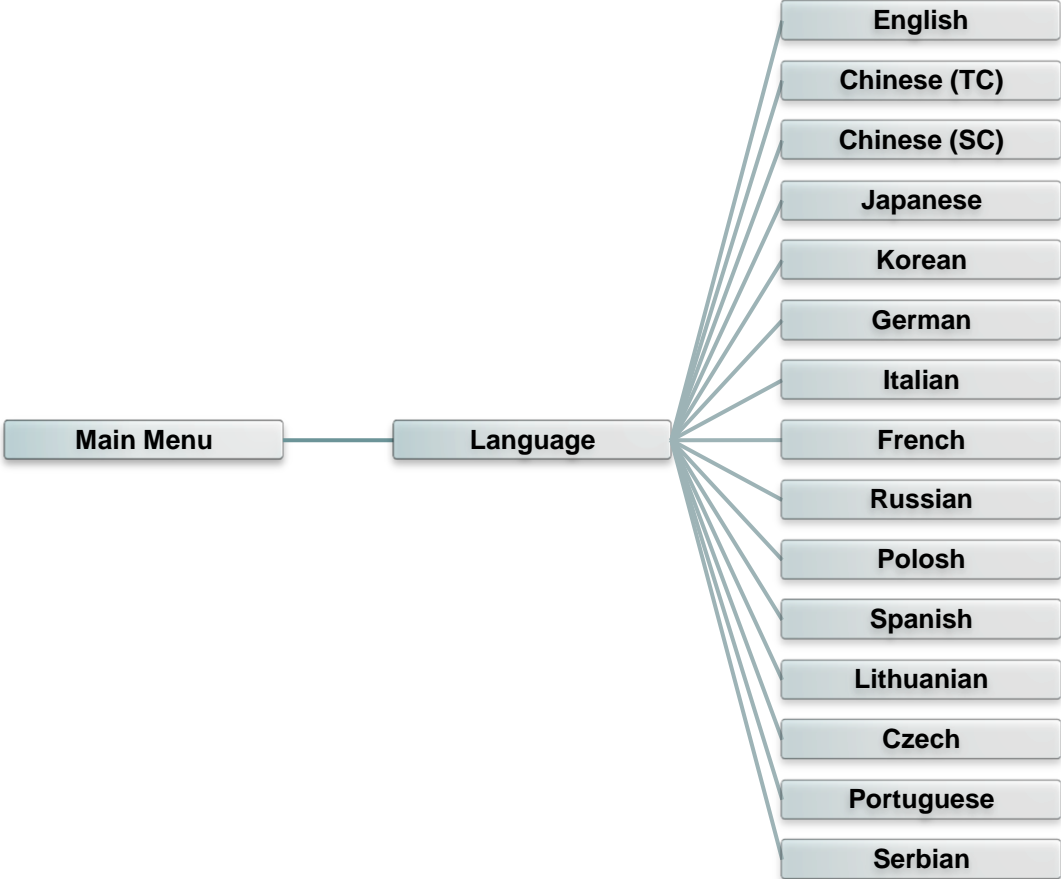 Main Menu
Language
English
Chinese (TC)
Chinese (SC)
Japanese
Korean
German
Italian
French
Russian
Polosh
Spanish
Lithuanian
Czech
Portuguese
Serbian